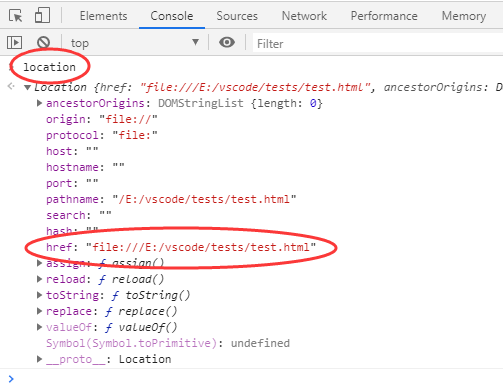 Elements Console Sources Network Performance Memory
top Filter
location
Location {href: "file:///E:/vscode/tests/test.html", ancestorOrigins: D
ancestorOrigins: DOMStringList {length: 0}
origin: "file://"
protocol: "file:"
host: ""
hostname: ""
port: ""
pathname: "/E:/vscode/tests/test.html"
search: ""
hash: ""
href: "file:///E:/vscode/tests/test.html"
assign: ƒ assign()
reload: ƒ reload()
toString: ƒ toString()
replace: ƒ replace()
valueOf: ƒ valueOf()
Symbol(Symbol.toPrimitive): undefined
__proto__: Location